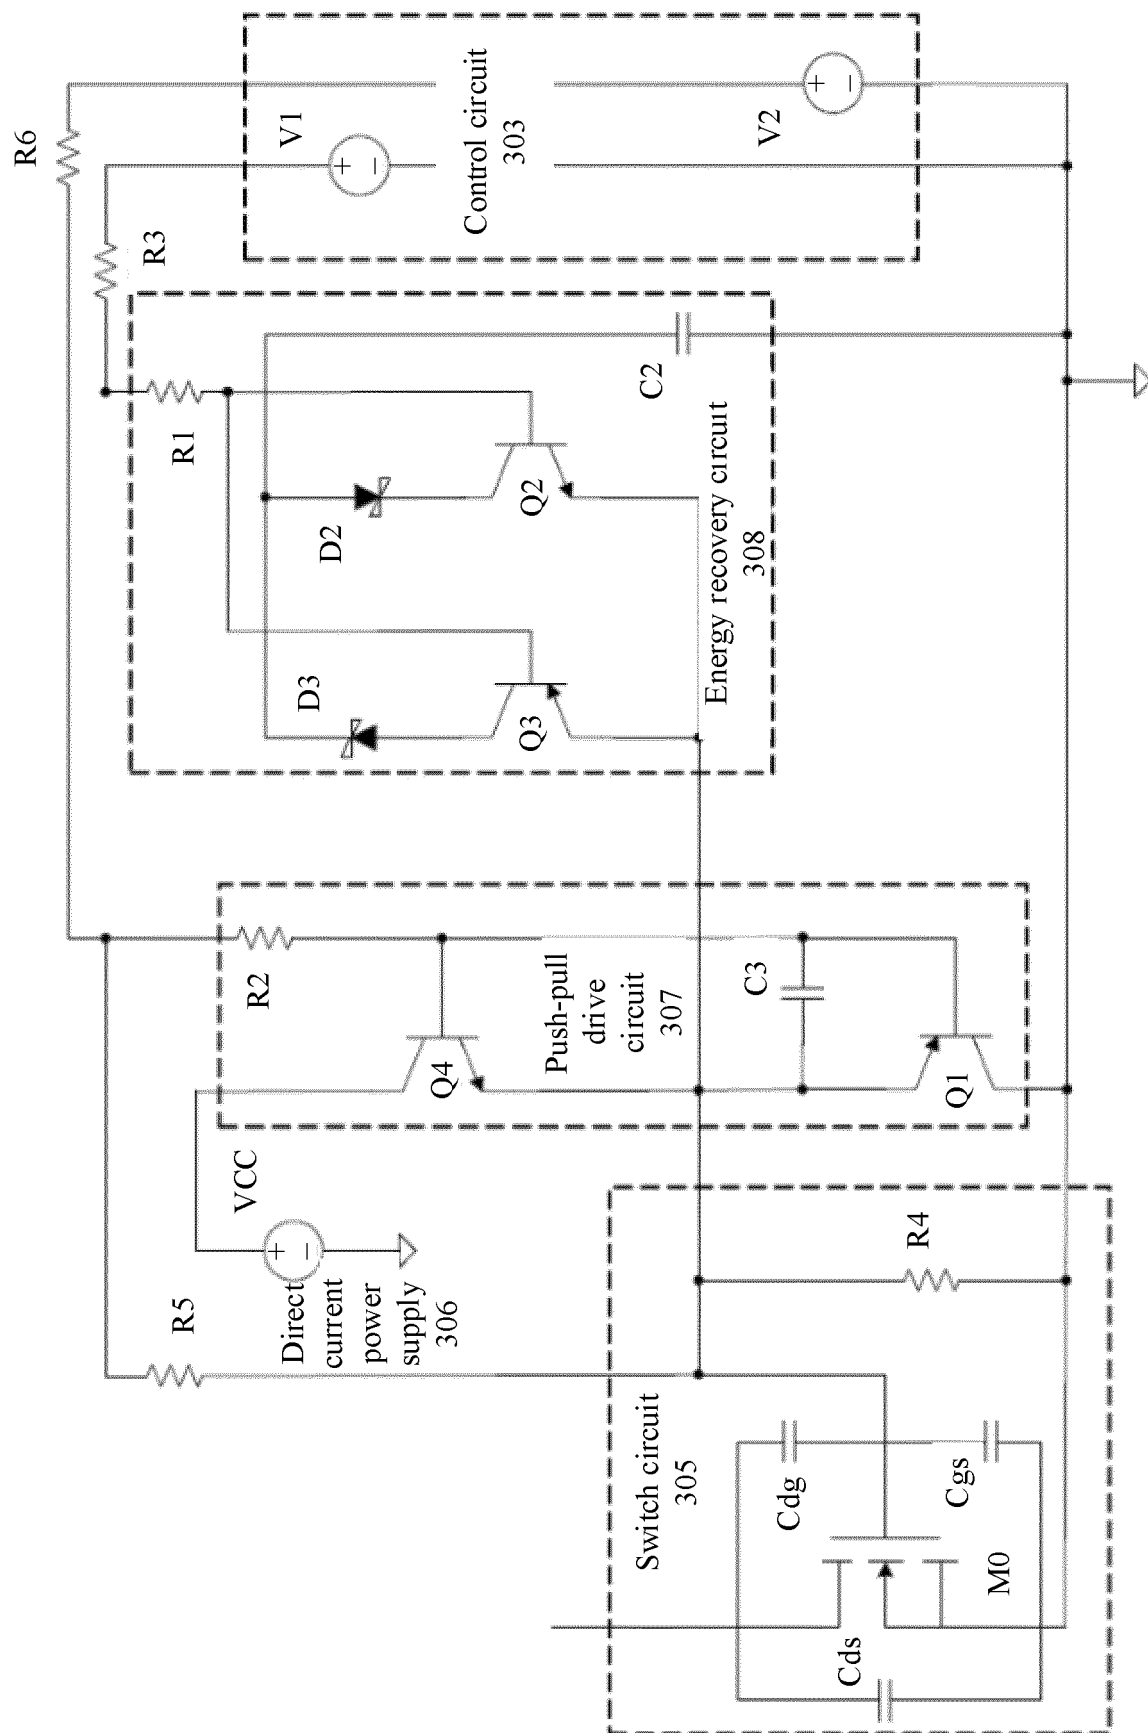 R6
R3
V1
Control circuit
303
V2
+
−
+
−
R1
D2
Q2
C2
D3
Q3
Energy recovery circuit
308
R2
Q4
Push-pull
drive
circuit
307
C3
Q1
VCC
+
−
Direct
current
power
supply
306
R5
R4
Switch circuit
305
Cdg
Cgs
Cds
M0